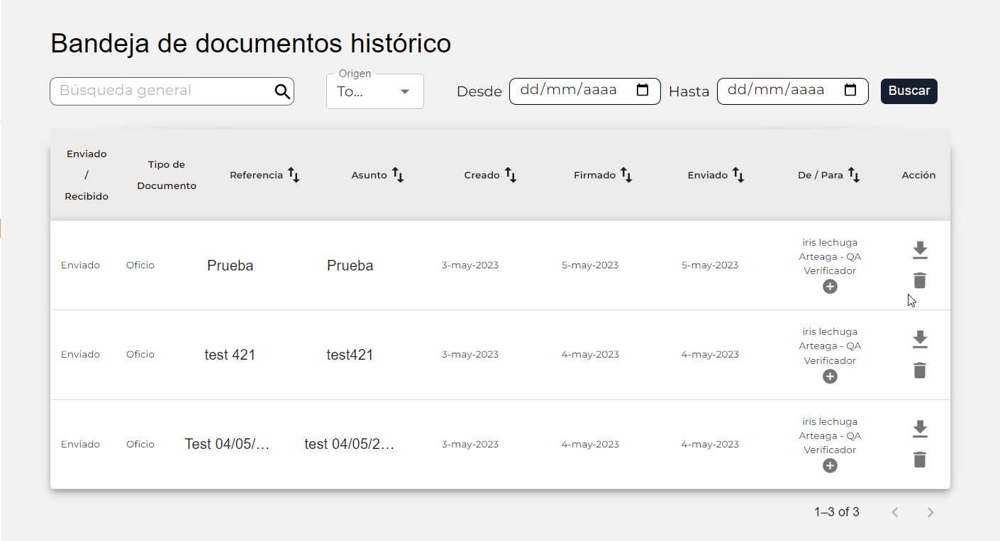 Bandeja de documentos histórico
Búsqueda general
Origen
To...
Desde
dd/mm/aaaa
Hasta
dd/mm/aaaa
Buscar
Enviado
/
Recibido
Tipo de
Documento
Referencia
Asunto
Creado
Firmado
Enviado
De / Para
Acción
Enviado
Oficio
Prueba
Prueba
3-may-2023
5-may-2023
5-may-2023
iris lechuga
Arteaga - QA
Verificador
Enviado
Oficio
test 421
test421
3-may-2023
4-may-2023
4-may-2023
iris lechuga
Arteaga - QA
Verificador
Enviado
Oficio
Test 04/05/...
test 04/05/2...
3-may-2023
4-may-2023
4-may-2023
iris lechuga
Arteaga - QA
Verificador
1–3 of 3